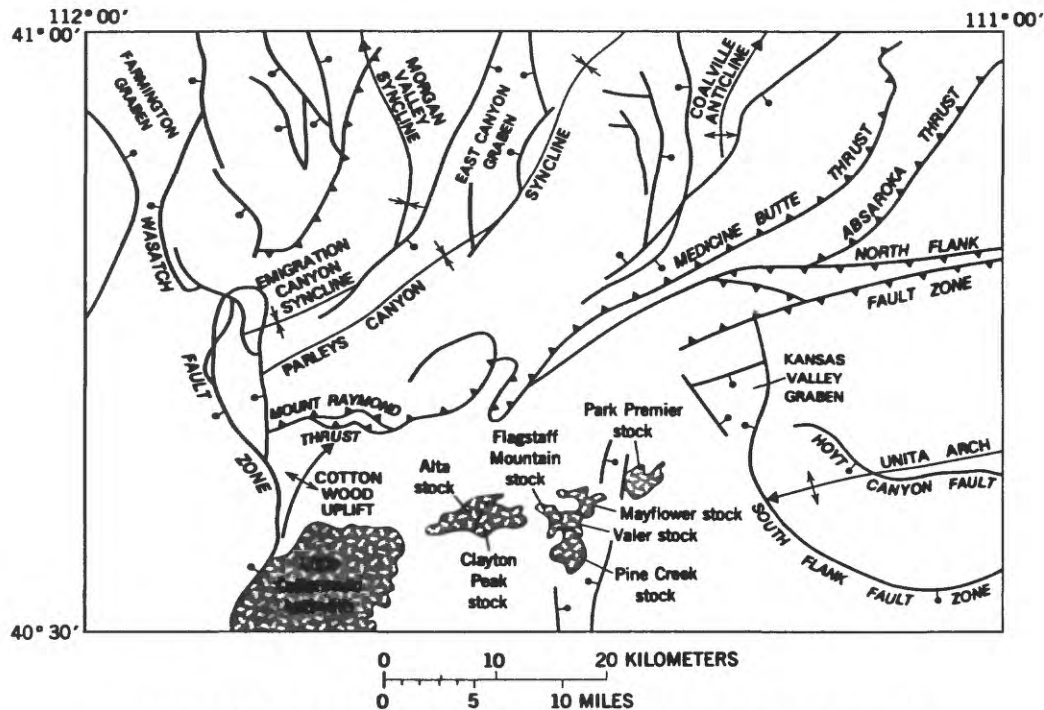 112°00'
111°00'
41°00'
FARMINGTON
GRABEN
MORGAN
VALLEY
SYNCLINE
EAST CANYON
GRABEN
SYNCLINE
COALVILLE
ANTICLINE
THRUST
MEDICINE BUTTE
THRUST
ABSAROKA
NORTH FLANK
FAULT ZONE
WASATCH
EMIGRATION
CANYON
SYNCLINE
CANYON
PARLEYS
FAULT
KANSAS
VALLEY
GRABEN
MOUNT RAYMOND
THRUST
Park Premier
stock
Flagstaff
Mountain
stock
HOYT
UNITA ARCH
CANYON FAULT
ZONE
COTTON
WOOD
UPLIFT
Alta
stock
Mayflower stock
Valer stock
Clayton
Peak
stock
Pine Creek
stock
SOUTH
FLANK
FAULT
ZONE
40°30'
0 10 20 KILOMETERS
0 5 10 MILES